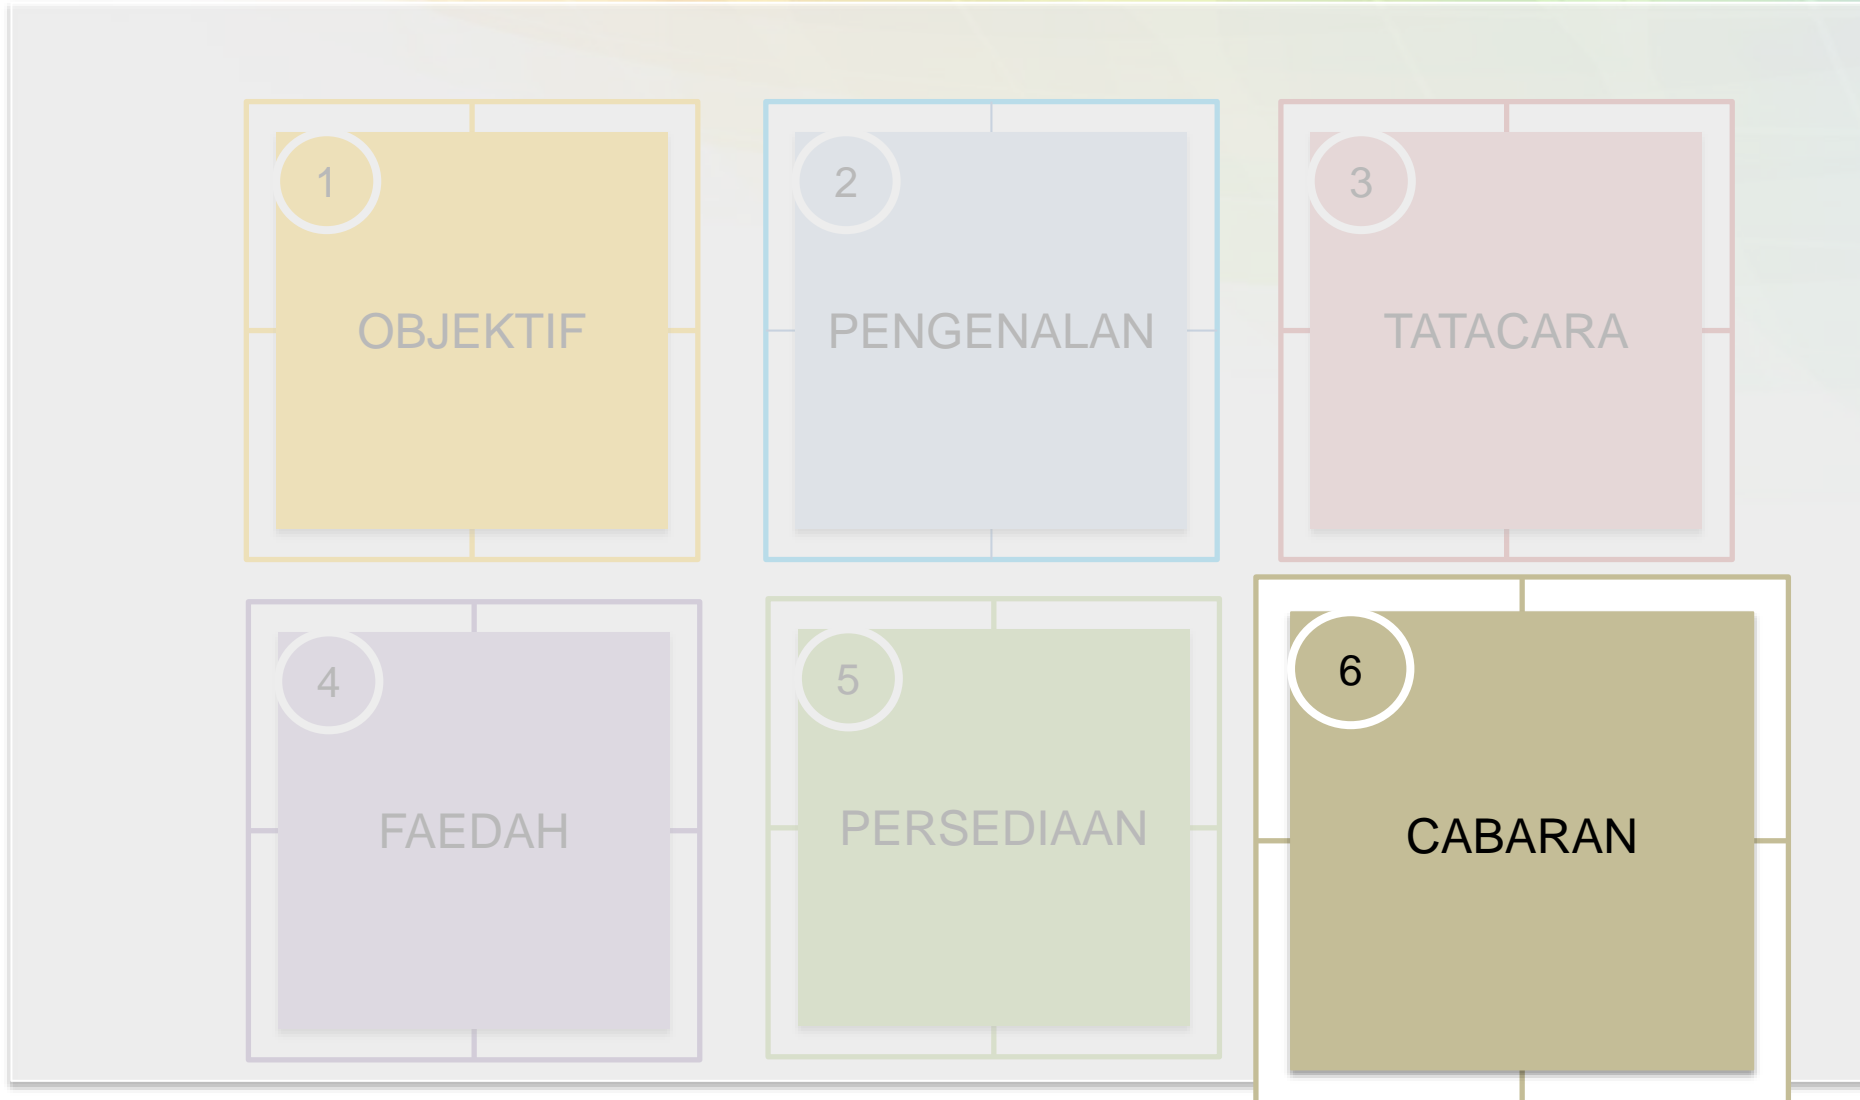 1
OBJEKTIF
2
PENGENALAN
3
TATACARA
4
FAEDAH
5
PERSEDIAAN
6
CABARAN